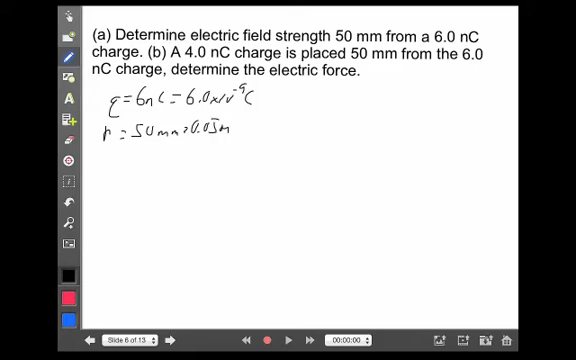 (a) Determine electric field strength 50 mm from a 6.0 nC
charge. (b) A 4.0 nC charge is placed 50 mm from the 6.0
nC charge, determine the electric force.
q = 6nC = 6.0x10⁻⁹C
r = 50mm = 0.05m
A
Slide 6 of 13
00:00:00